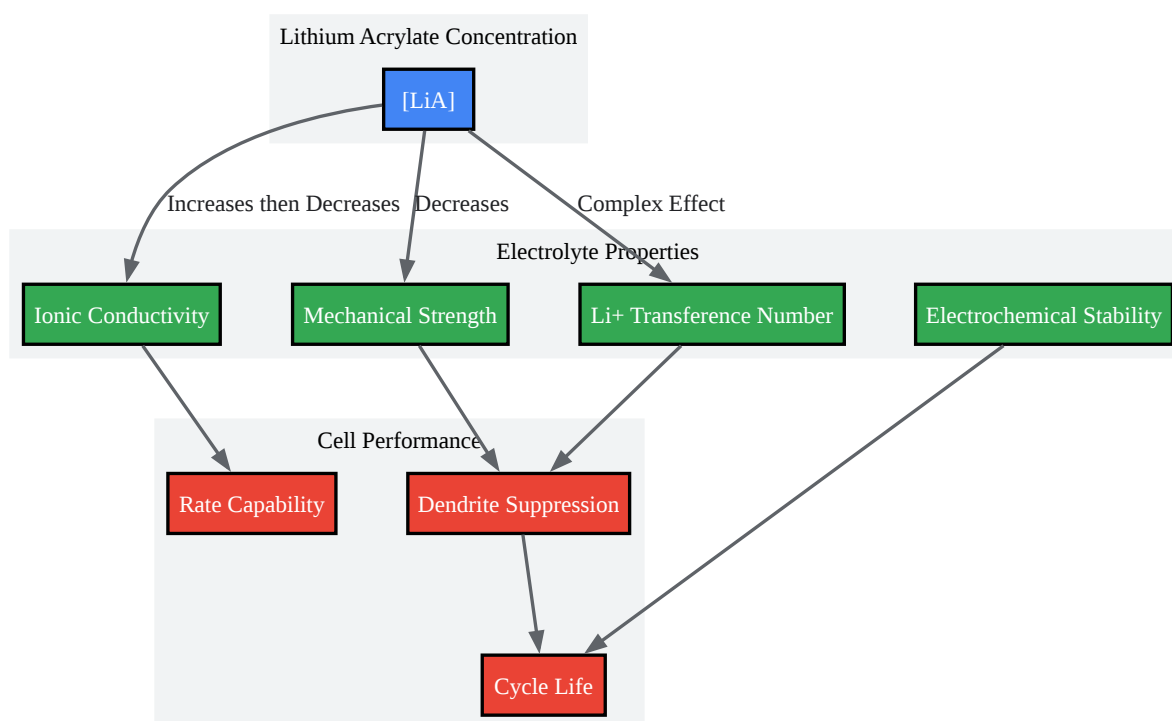 Lithium Acrylate Concentration
[LiA]
Increases then Decreases
Decreases
Complex Effect
Electrolyte Properties
Ionic Conductivity
Mechanical Strength
Li+ Transference Number
Electrochemical Stability
Cell Performance
Rate Capability
Dendrite Suppression
Cycle Life